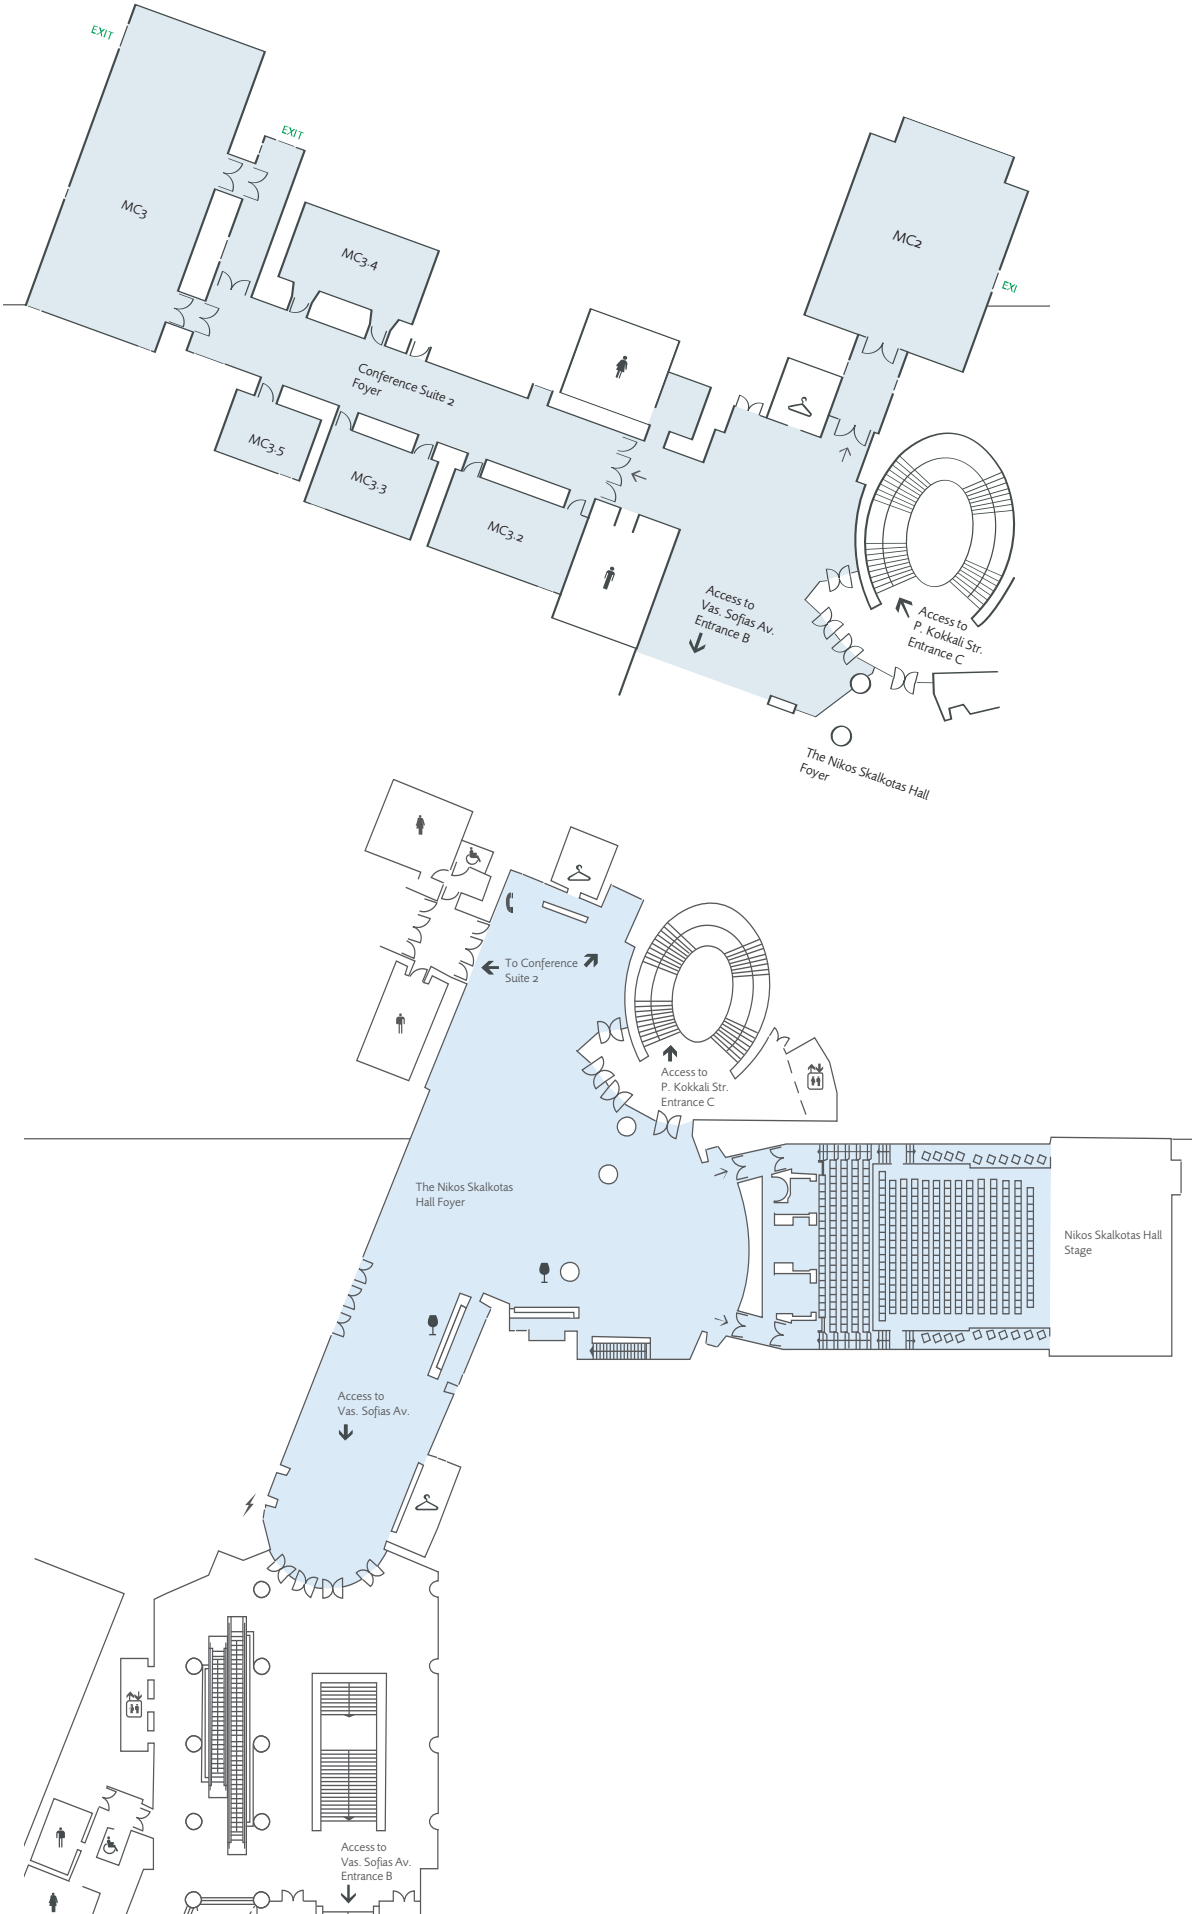 EXIT
EXIT
MC3
MC3.4
MC2
EXI
Conference Suite 2
Foyer
MC3.5
MC3.3
MC3.2
Access to
Vas. Sofias Av.
Entrance B
Access to
P. Kokkali Str.
Entrance C
The Nikos Skalkotas Hall
Foyer
To Conference
Suite 2
Access to
P. Kokkali Str.
Entrance C
The Nikos Skalkotas
Hall Foyer
Nikos Skalkotas Hall
Stage
Access to
Vas. Sofias Av.
Access to
Vas. Sofias Av.
Entrance B